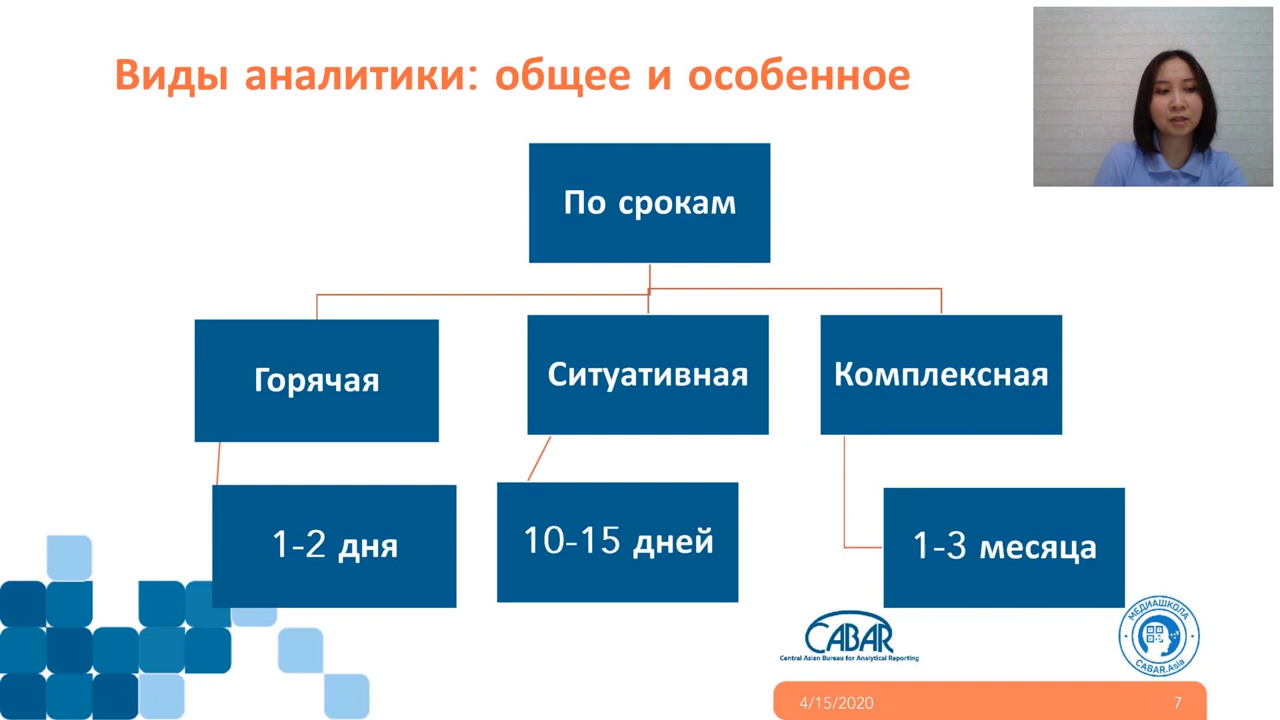 Виды аналитики: общее и особенное
По срокам
Горячая
Ситуативная
Комплексная
1-2 дня
10-15 дней
1-3 месяца
CABAR
Central Asian Bureau for Analytical Reporting
МЕДИАШКОЛА
CABAR.Asia
4/15/2020
7